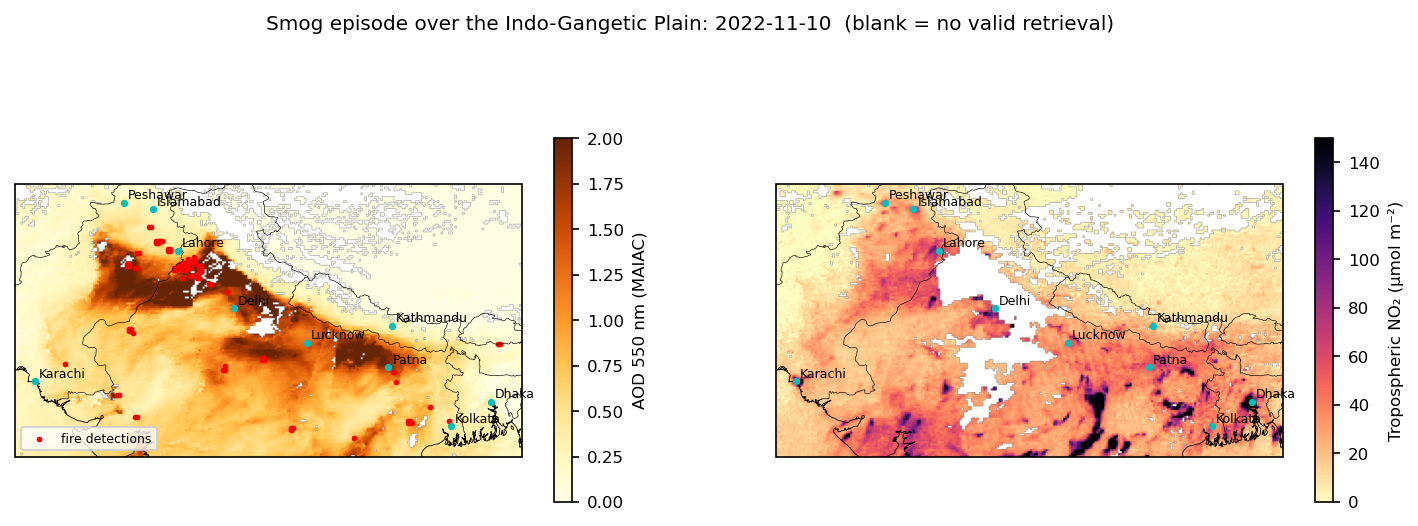 Smog episode over the Indo-Gangetic Plain: 2022-11-10  (blank = no valid retrieval)
Peshawar
Islamabad
Lahore
Delhi
Kathmandu
Lucknow
Patna
Karachi
Dhaka
Kolkata
fire detections
2.00
1.75
1.50
1.25
1.00
0.75
0.50
0.25
0.00
AOD 550 nm (MAIAC)
Peshawar
Islamabad
Lahore
Delhi
Kathmandu
Lucknow
Patna
Karachi
Dhaka
Kolkata
140
120
100
80
60
40
20
0
Tropospheric NO₂ (µmol m⁻²)